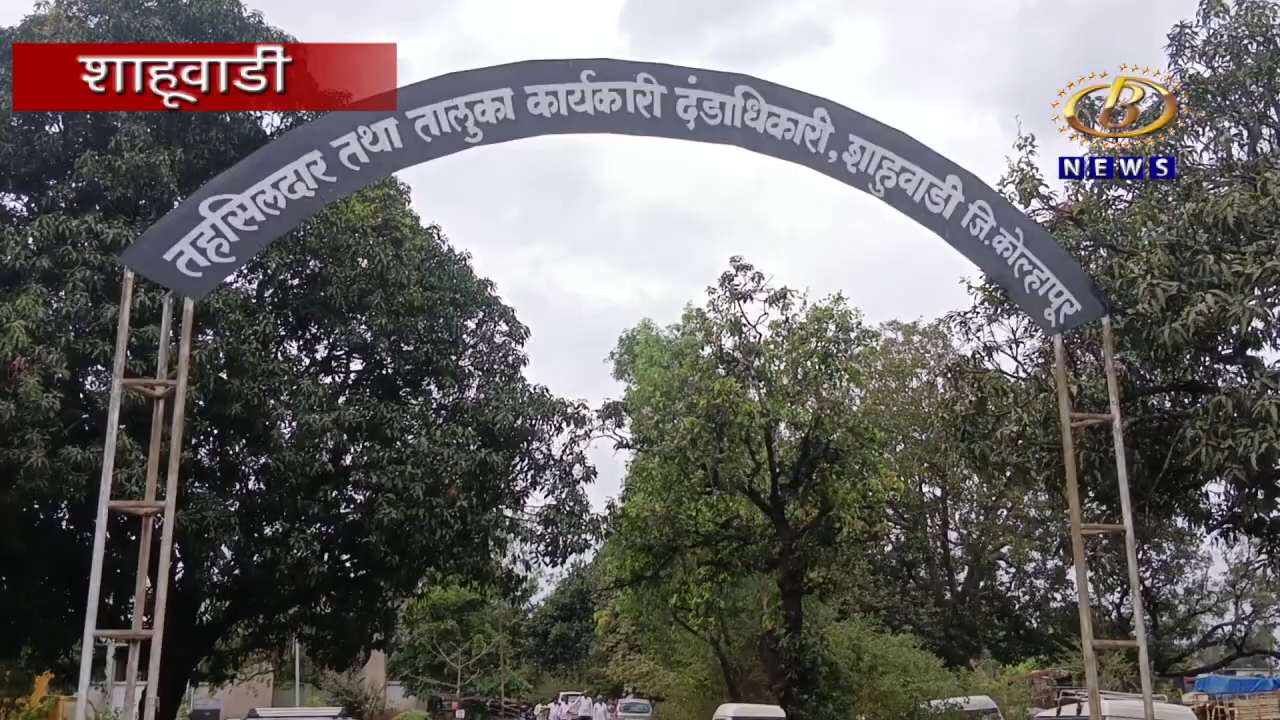 शाहूवाडी
तहसिलदार तथा तालुका कार्यकारी दंडाधिकारी, शाहुवाडी जि.कोल्हापूर
B
NEWS